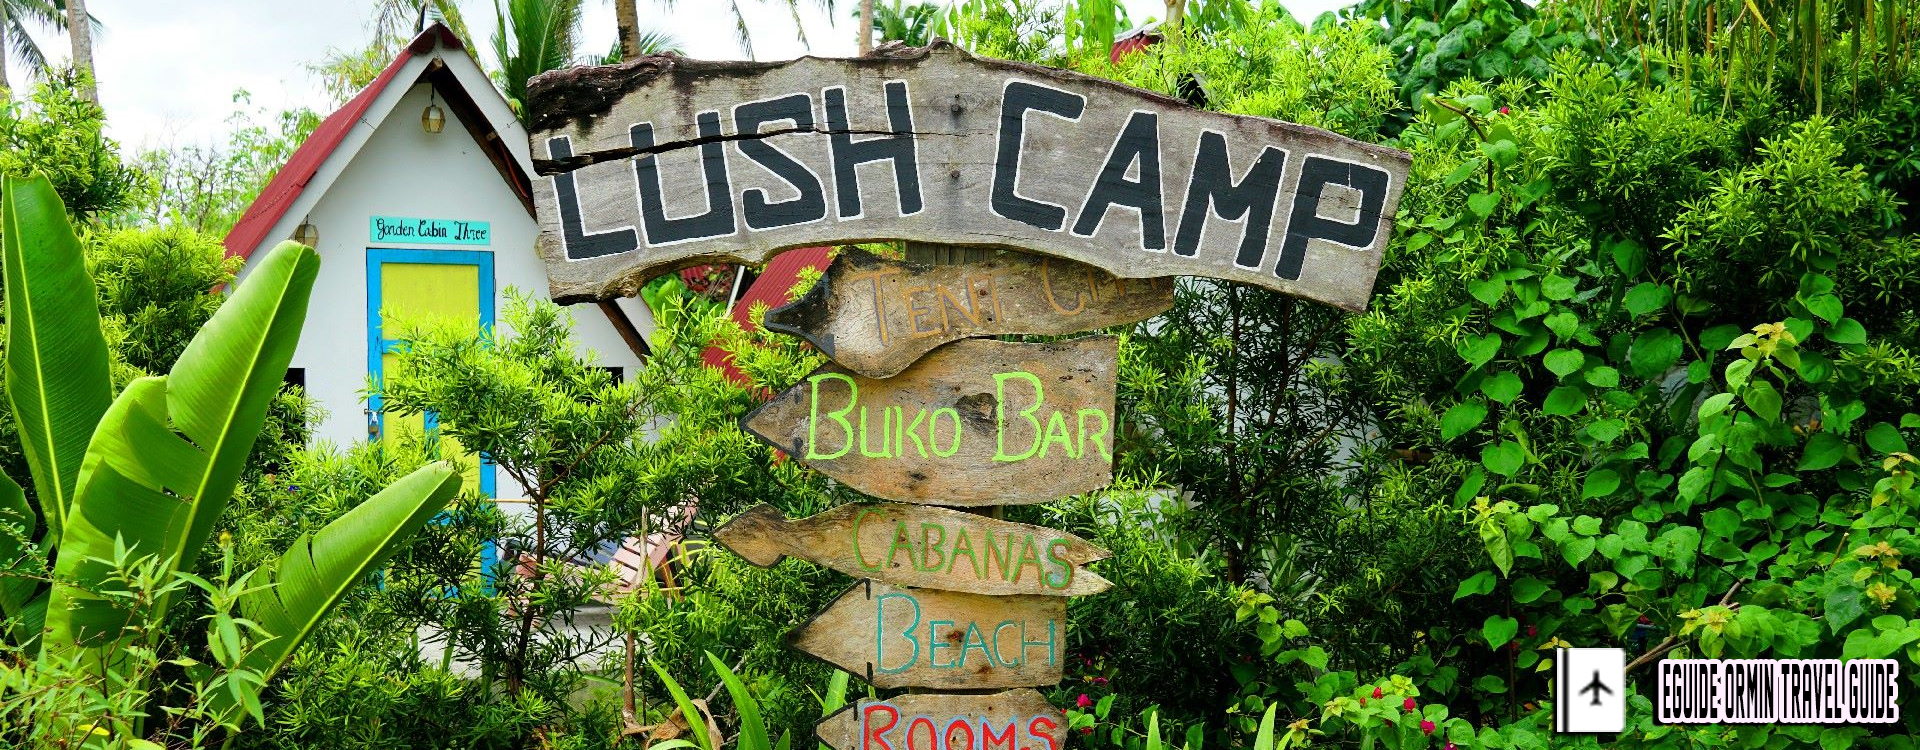 LUSH CAMP
Garden Cabin Three
TENT
BUKO BAR
CABANAS
BEACH
ROOMS
EGUIDE ORMIN TRAVEL GUIDE